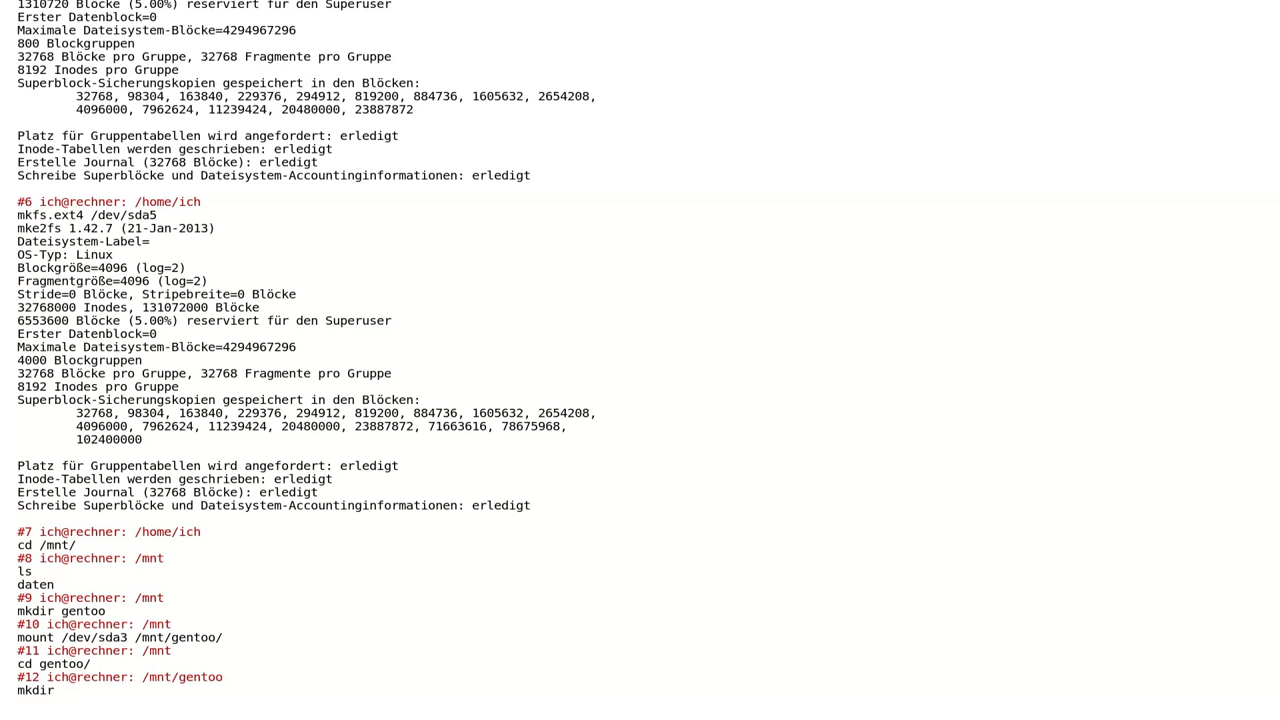 1310720 Blöcke (5.00%) reserviert für den Superuser
Erster Datenblock=0
Maximale Dateisystem-Blöcke=4294967296
800 Blockgruppen
32768 Blöcke pro Gruppe, 32768 Fragmente pro Gruppe
8192 Inodes pro Gruppe
Superblock-Sicherungskopien gespeichert in den Blöcken:
32768, 98304, 163840, 229376, 294912, 819200, 884736, 1605632, 2654208,
4096000, 7962624, 11239424, 20480000, 23887872
Platz für Gruppentabellen wird angefordert: erledigt
Inode-Tabellen werden geschrieben: erledigt
Erstelle Journal (32768 Blöcke): erledigt
Schreibe Superblöcke und Dateisystem-Accountinginformationen: erledigt
#6 ich@rechner: /home/ich
mkfs.ext4 /dev/sda5
mke2fs 1.42.7 (21-Jan-2013)
Dateisystem-Label=
OS-Typ: Linux
Blockgröße=4096 (log=2)
Fragmentgröße=4096 (log=2)
Stride=0 Blöcke, Stripebreite=0 Blöcke
32768000 Inodes, 131072000 Blöcke
6553600 Blöcke (5.00%) reserviert für den Superuser
Erster Datenblock=0
Maximale Dateisystem-Blöcke=4294967296
4000 Blockgruppen
32768 Blöcke pro Gruppe, 32768 Fragmente pro Gruppe
8192 Inodes pro Gruppe
Superblock-Sicherungskopien gespeichert in den Blöcken:
32768, 98304, 163840, 229376, 294912, 819200, 884736, 1605632, 2654208,
4096000, 7962624, 11239424, 20480000, 23887872, 71663616, 78675968,
102400000
Platz für Gruppentabellen wird angefordert: erledigt
Inode-Tabellen werden geschrieben: erledigt
Erstelle Journal (32768 Blöcke): erledigt
Schreibe Superblöcke und Dateisystem-Accountinginformationen: erledigt
#7 ich@rechner: /home/ich
cd /mnt/
#8 ich@rechner: /mnt
ls
daten
#9 ich@rechner: /mnt
mkdir gentoo
#10 ich@rechner: /mnt
mount /dev/sda3 /mnt/gentoo/
#11 ich@rechner: /mnt
cd gentoo/
#12 ich@rechner: /mnt/gentoo
mkdir